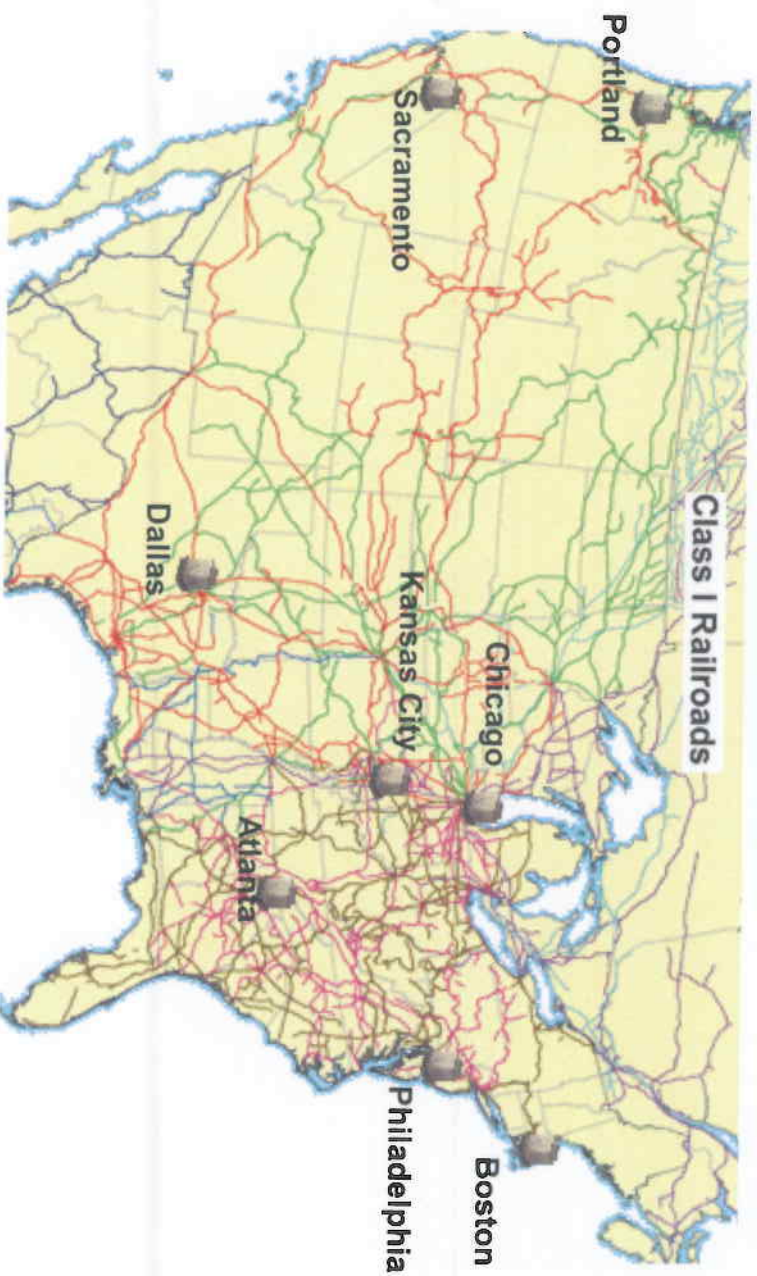 Class I Railroads
Portland
Sacramento
Chicago
Boston
Kansas City
Philadelphia
Dallas
Atlanta